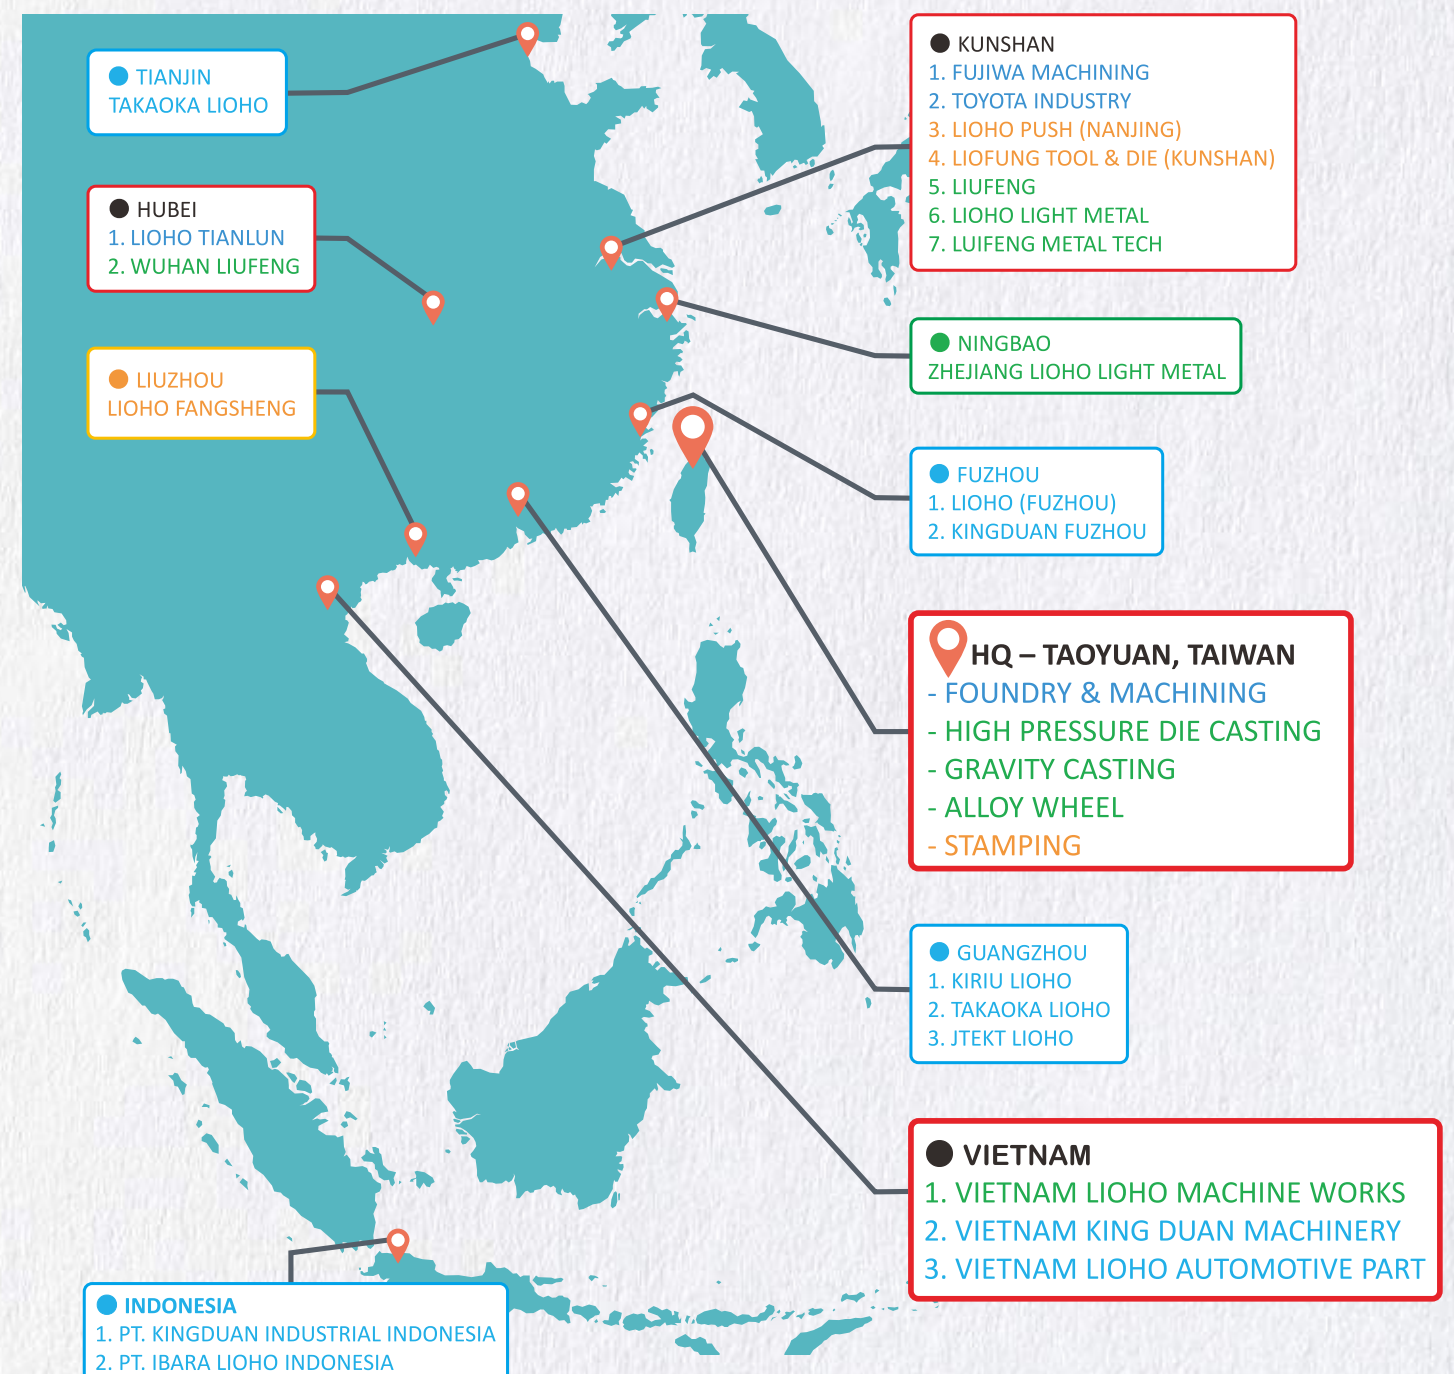 TIANJIN
TAKAOKA LIOHO
HUBEI
1. LIOHO TIANLUN
2. WUHAN LIUFENG
LIUZHOU
LIOHO FANGSHENG
KUNSHAN
1. FUJIWA MACHINING
2. TOYOTA INDUSTRY
3. LIOHO PUSH (NANJING)
4. LIOFUNG TOOL & DIE (KUNSHAN)
5. LIUFENG
6. LIOHO LIGHT METAL
7. LUIFENG METAL TECH
NINGBAO
ZHEJIANG LIOHO LIGHT METAL
FUZHOU
1. LIOHO (FUZHOU)
2. KINGDUAN FUZHOU
HQ – TAOYUAN, TAIWAN
- FOUNDRY & MACHINING
- HIGH PRESSURE DIE CASTING
- GRAVITY CASTING
- ALLOY WHEEL
- STAMPING
GUANGZHOU
1. KIRIU LIOHO
2. TAKAOKA LIOHO
3. JTEKT LIOHO
VIETNAM
1. VIETNAM LIOHO MACHINE WORKS
2. VIETNAM KING DUAN MACHINERY
3. VIETNAM LIOHO AUTOMOTIVE PART
INDONESIA
1. PT. KINGDUAN INDUSTRIAL INDONESIA
2. PT. IBARA LIOHO INDONESIA